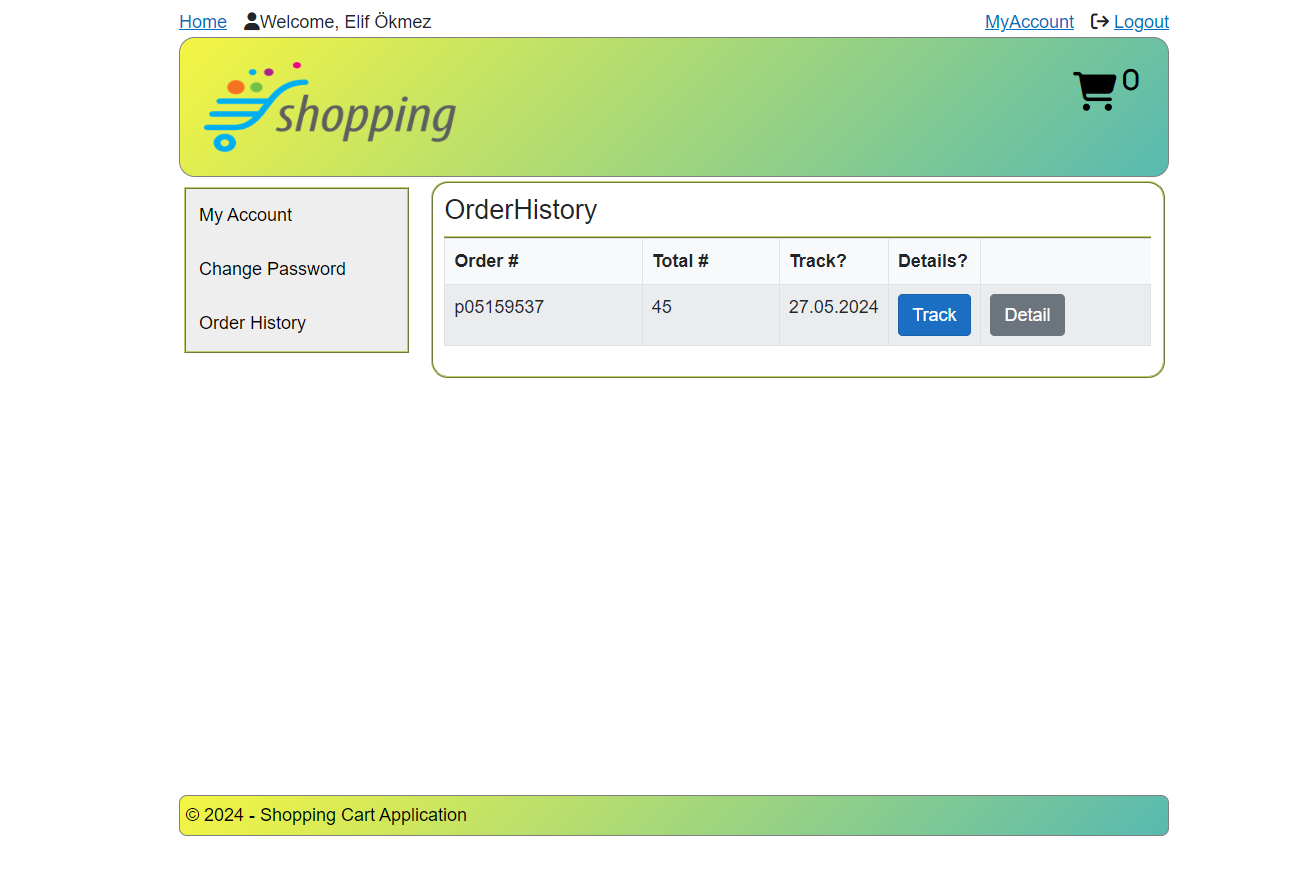 Home Welcome, Elif Ökmez MyAccount Logout
shopping 0
My Account
Change Password
Order History
OrderHistory
Order # Total # Track? Details?
p05159537 45 27.05.2024 Track Detail
© 2024 - Shopping Cart Application